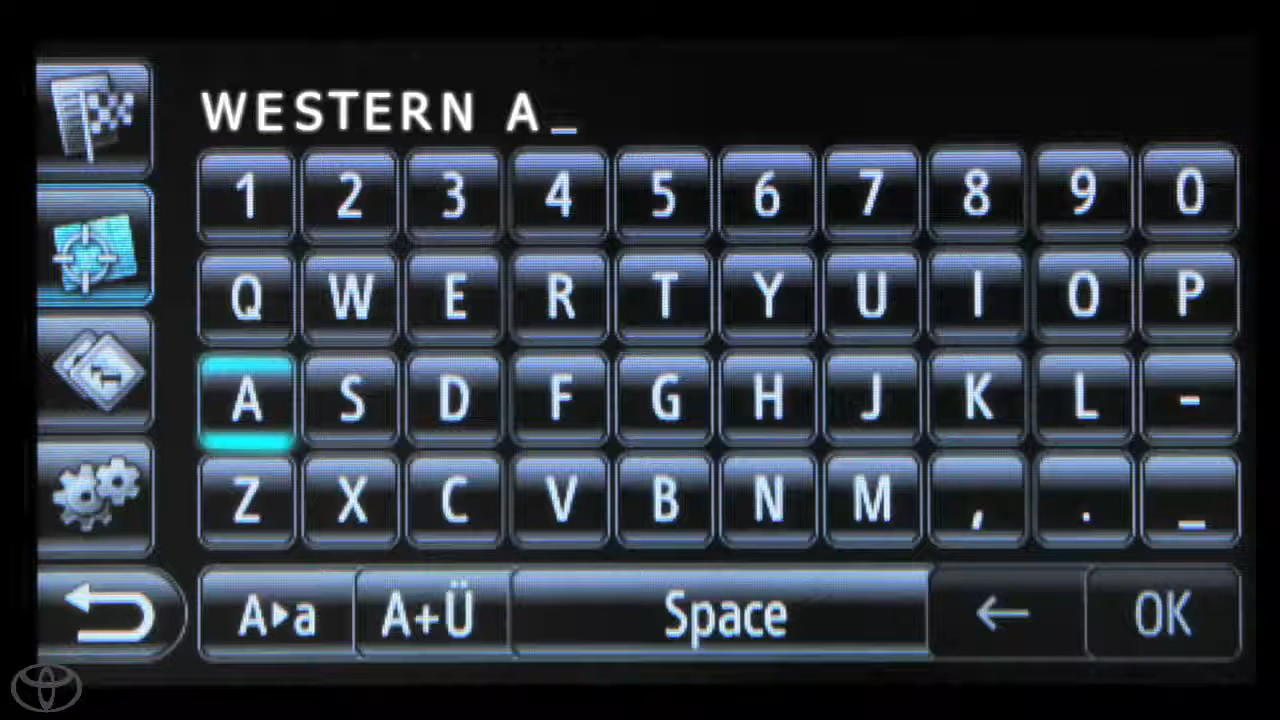 WESTERN A_
1 2 3 4 5 6 7 8 9 0
Q W E R T Y U I O P
A S D F G H J K L -
Z X C V B N M , . _
A▸a A+Ü Space ← OK